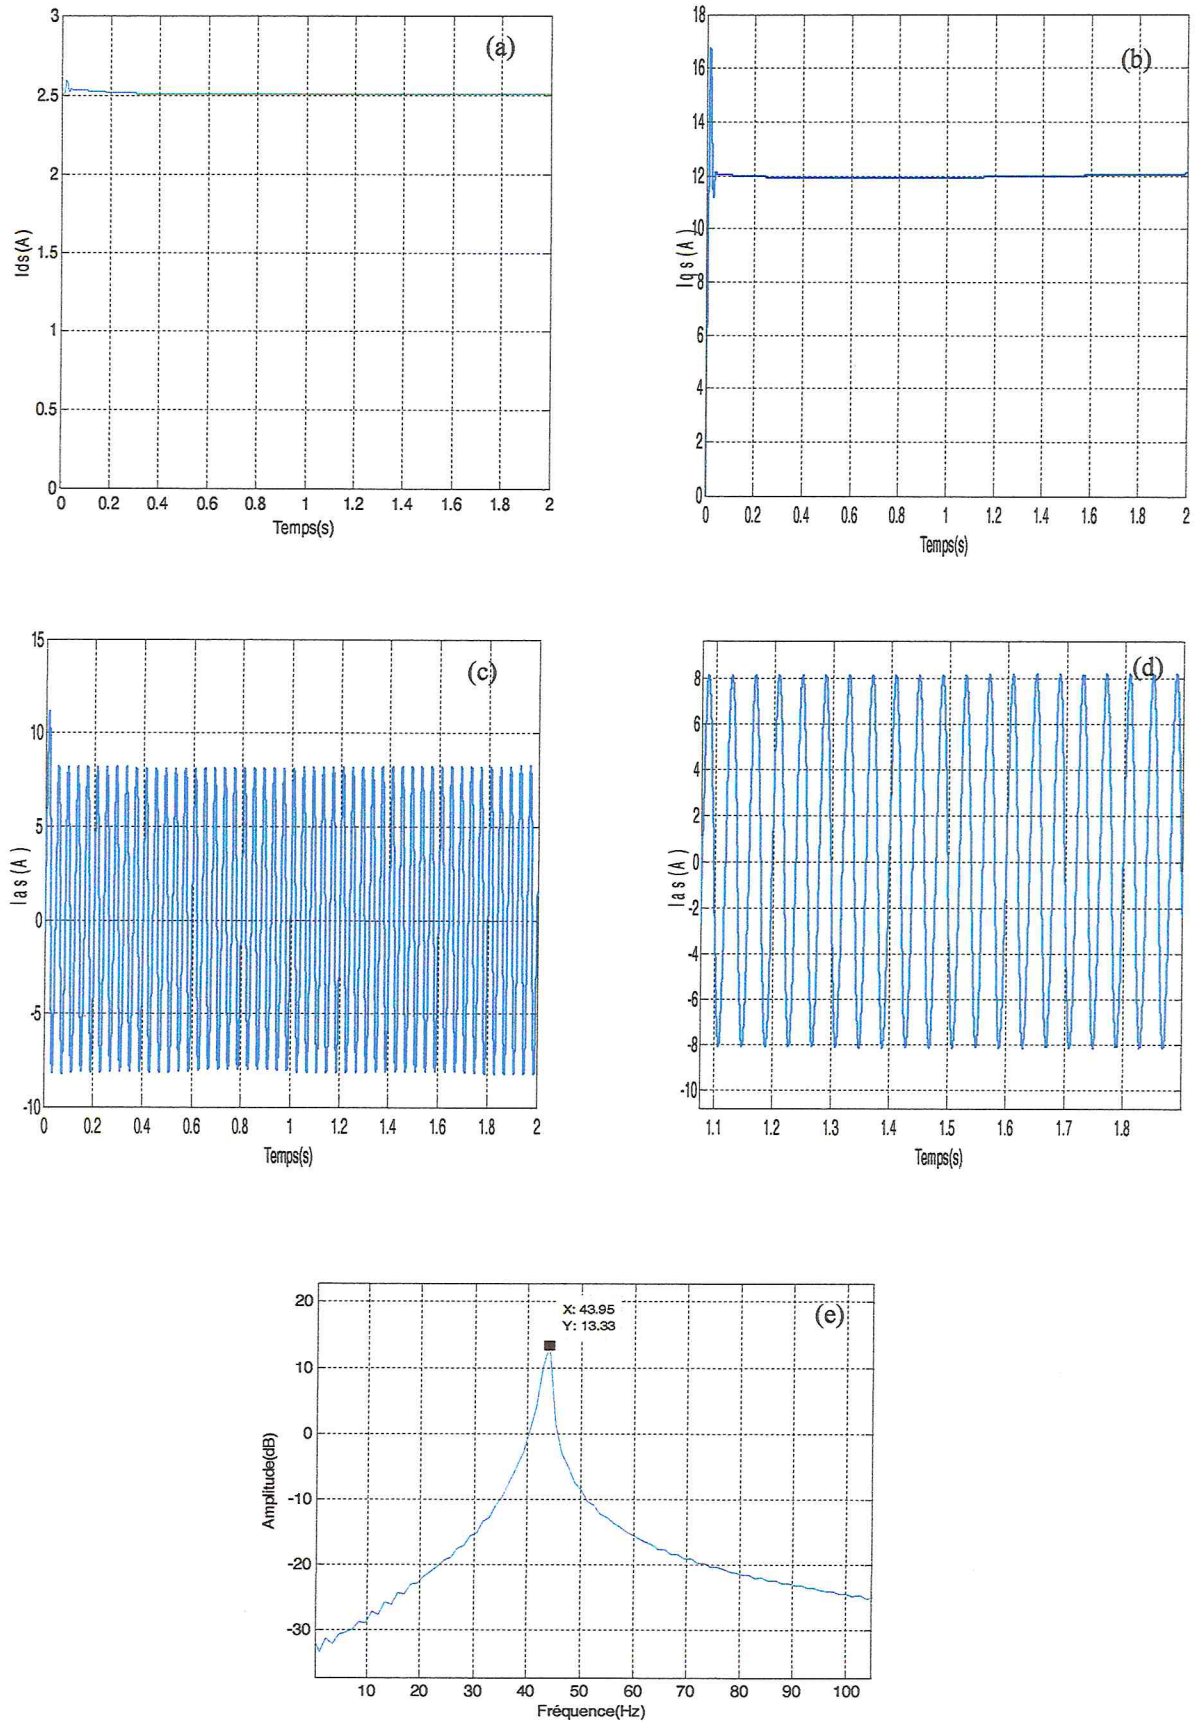 (a)
3
2.5
2
1.5
1
0.5
0
Ids(A)
0 0.2 0.4 0.6 0.8 1 1.2 1.4 1.6 1.8 2
Temps(s)
(b)
18
16
14
12
10
8
6
4
2
0
Iqs(A)
0 0.2 0.4 0.6 0.8 1 1.2 1.4 1.6 1.8 2
Temps(s)
(c)
15
10
5
0
-5
-10
Ias(A)
0 0.2 0.4 0.6 0.8 1 1.2 1.4 1.6 1.8 2
Temps(s)
(d)
8
6
4
2
0
-2
-4
-6
-8
-10
Ias(A)
1.1 1.2 1.3 1.4 1.5 1.6 1.7 1.8
Temps(s)
(e)
X: 43.95
Y: 13.33
20
10
0
-10
-20
-30
Amplitude(dB)
10 20 30 40 50 60 70 80 90 100
Fréquence(Hz)